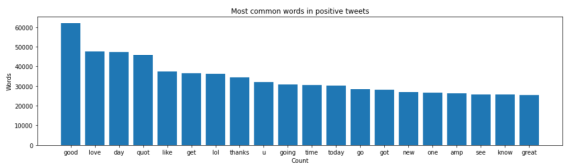 Most common words in positive tweets
Words
60000
50000
40000
30000
20000
10000
0
good love day quot like get lol thanks u going time today go got new one amp see know great
Count